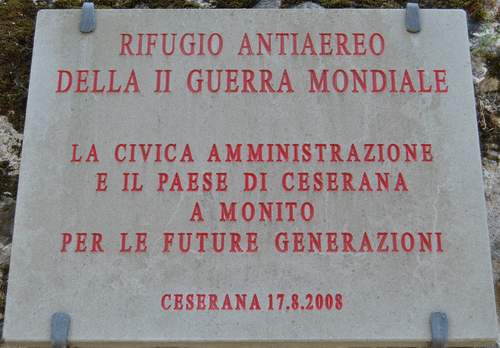 RIFUGIO ANTIAEREO
DELLA II GUERRA MONDIALE
LA CIVICA AMMINISTRAZIONE
E IL PAESE DI CESERANA
A MONITO
PER LE FUTURE GENERAZIONI
CESERANA 17.8.2008